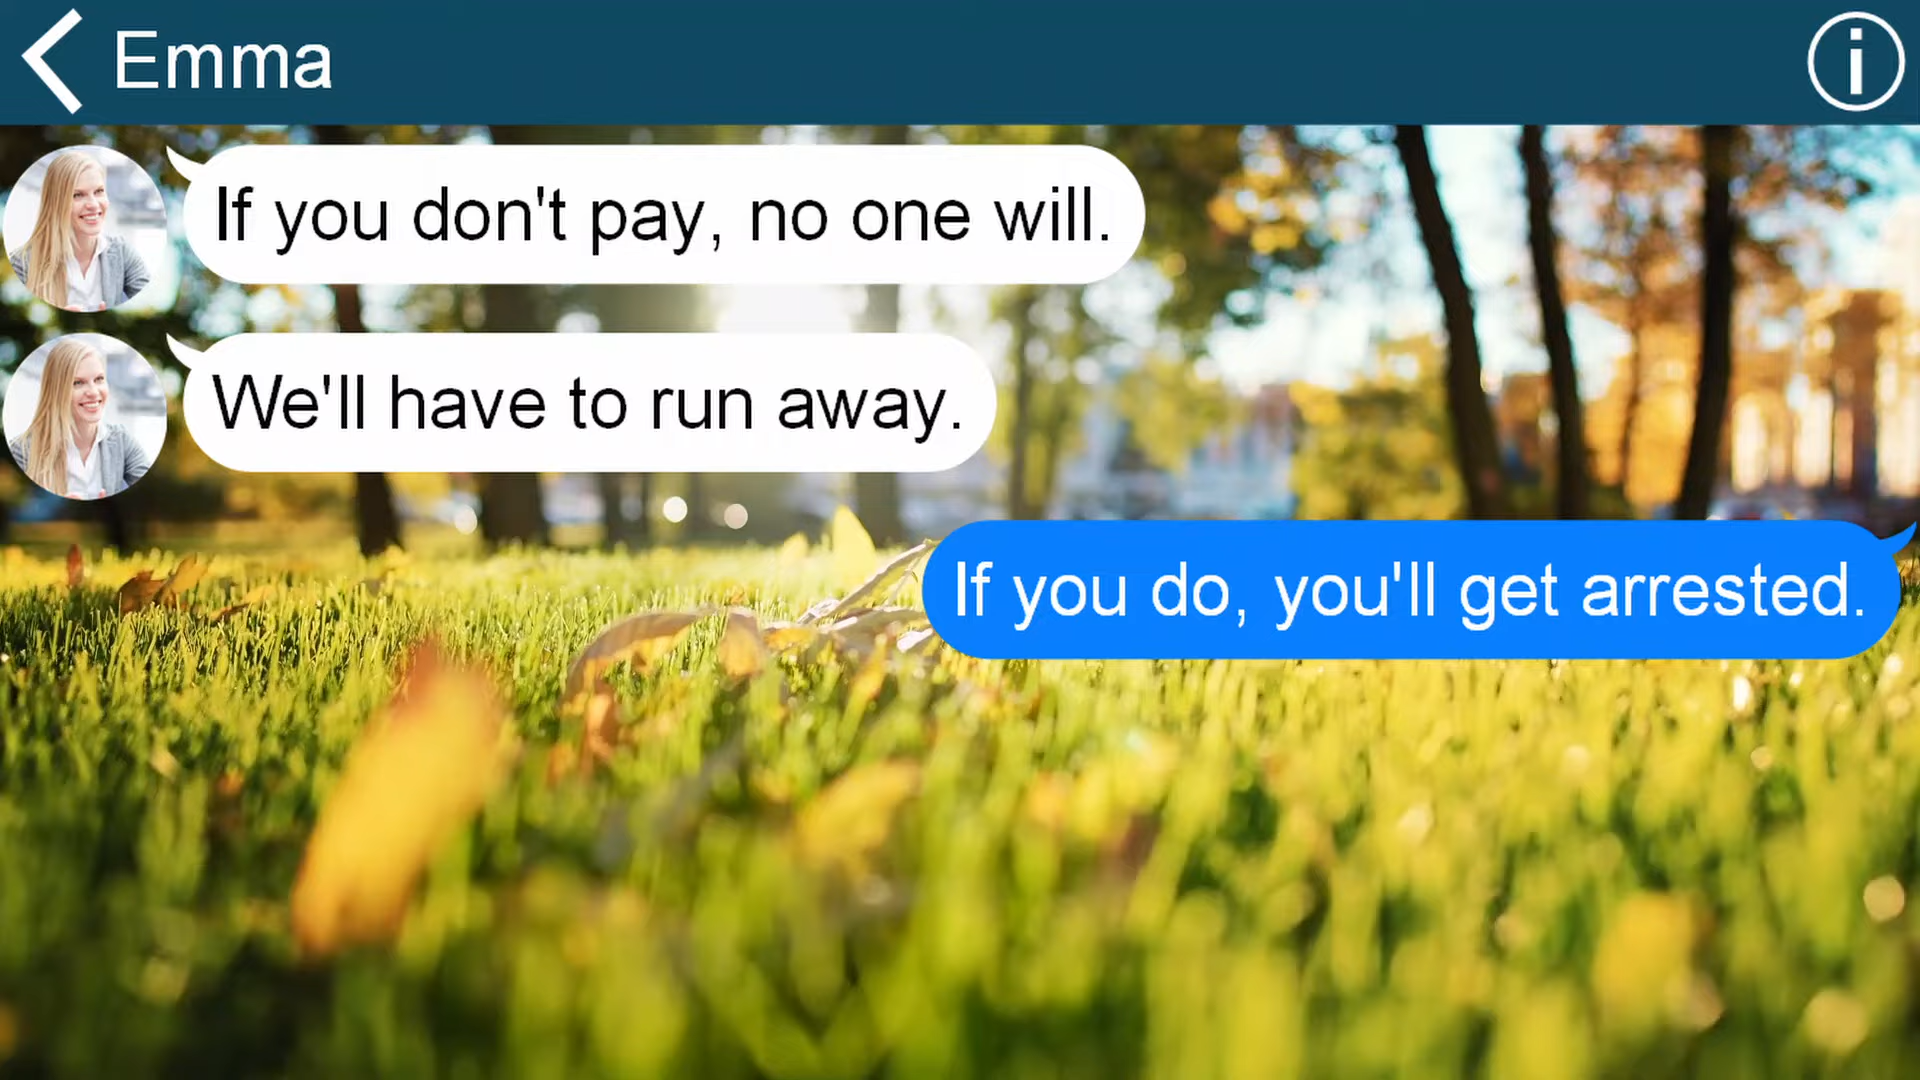 Emma
If you don't pay, no one will.
We'll have to run away.
If you do, you'll get arrested.